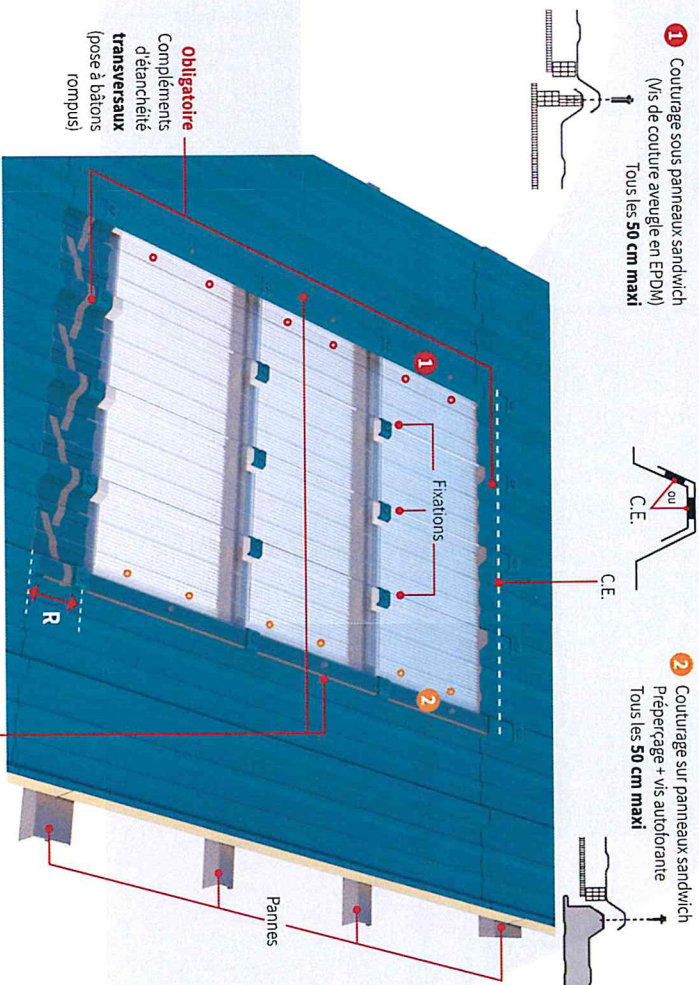 1 Couturage sous panneaux sandwich
(Vis de couture aveugle en EPDM)
Tous les 50 cm maxi
ou
C.E.
C.E.
2 Couturage sur panneaux sandwich
Préperçage + vis autoforante
Tous les 50 cm maxi
Obligatoire
Compléments
d'étanchéité
transversaux
(pose à bâtons
rompus)
1
Fixations
2
R
Pannes